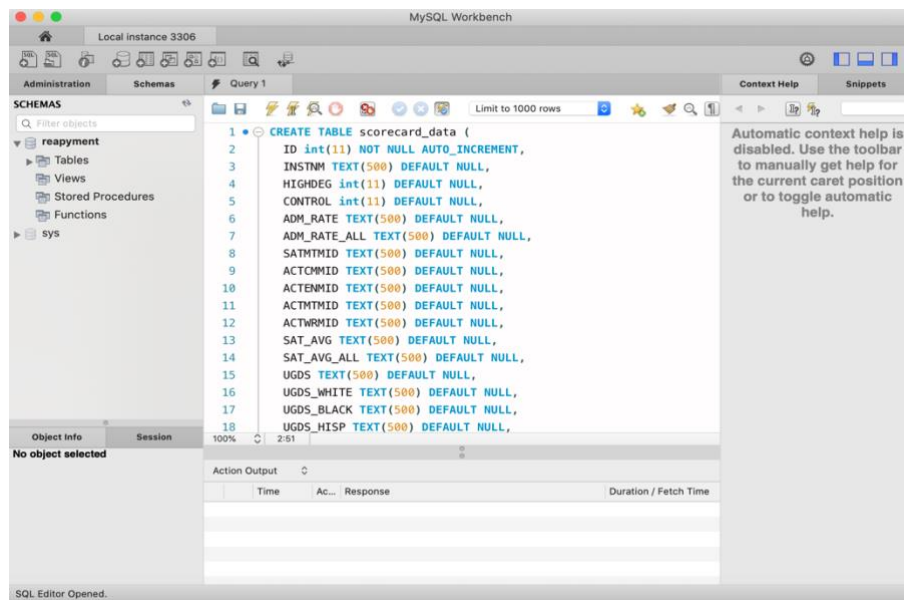 MySQL Workbench
Local instance 3306
Administration
Schemas
Query 1
Context Help
Snippets
SCHEMAS
Filter objects
Limit to 1000 rows
reapyment
Tables
Views
Stored Procedures
Functions
sys
1 CREATE TABLE scorecard_data (
2 ID int(11) NOT NULL AUTO_INCREMENT,
3 INSTNM TEXT(500) DEFAULT NULL,
4 HIGHDEG int(11) DEFAULT NULL,
5 CONTROL int(11) DEFAULT NULL,
6 ADM_RATE TEXT(500) DEFAULT NULL,
7 ADM_RATE_ALL TEXT(500) DEFAULT NULL,
8 SATMTMID TEXT(500) DEFAULT NULL,
9 ACTCMMID TEXT(500) DEFAULT NULL,
10 ACTENMID TEXT(500) DEFAULT NULL,
11 ACTMTMID TEXT(500) DEFAULT NULL,
12 ACTWRMID TEXT(500) DEFAULT NULL,
13 SAT_AVG TEXT(500) DEFAULT NULL,
14 SAT_AVG_ALL TEXT(500) DEFAULT NULL,
15 UGDS TEXT(500) DEFAULT NULL,
16 UGDS_WHITE TEXT(500) DEFAULT NULL,
17 UGDS_BLACK TEXT(500) DEFAULT NULL,
18 UGDS_HISP TEXT(500) DEFAULT NULL,
100% 2:51
Automatic context help is
disabled. Use the toolbar
to manually get help for
the current caret position
or to toggle automatic
help.
Object Info
Session
No object selected
Action Output
Time
Ac...
Response
Duration / Fetch Time
SQL Editor Opened.